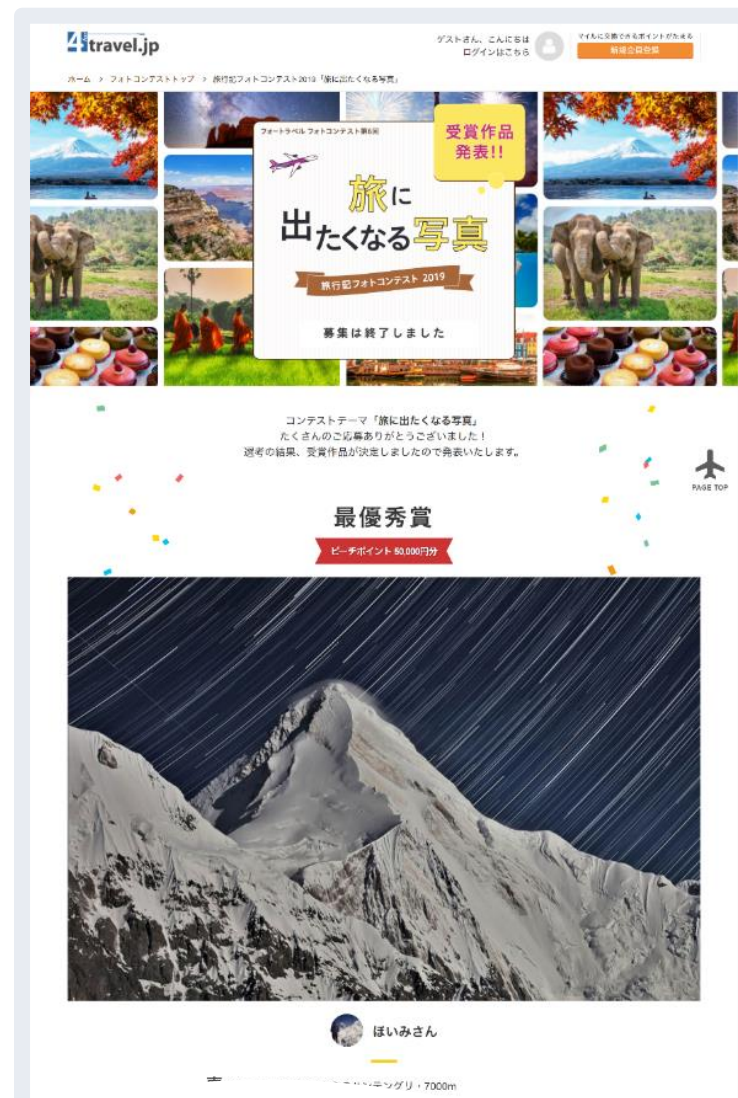 4travel.jp
ゲストさん、こんにちは
ログインはこちら
マイルに交換できるポイントがたまる
新規会員登録
ホーム > フォトコンテストトップ > 旅行記フォトコンテスト2019「旅に出たくなる写真」
フォートラベル フォトコンテスト第6回
受賞作品
発表!!
旅に
出たくなる写真
旅行記フォトコンテスト 2019
募集は終了しました
コンテストテーマ「旅に出たくなる写真」
たくさんのご応募ありがとうございました！
選考の結果、受賞作品が決定しましたので発表いたします。
PAGE TOP
最優秀賞
ピーチポイント 50,000円分
ほいみさん
テングリ・7000m